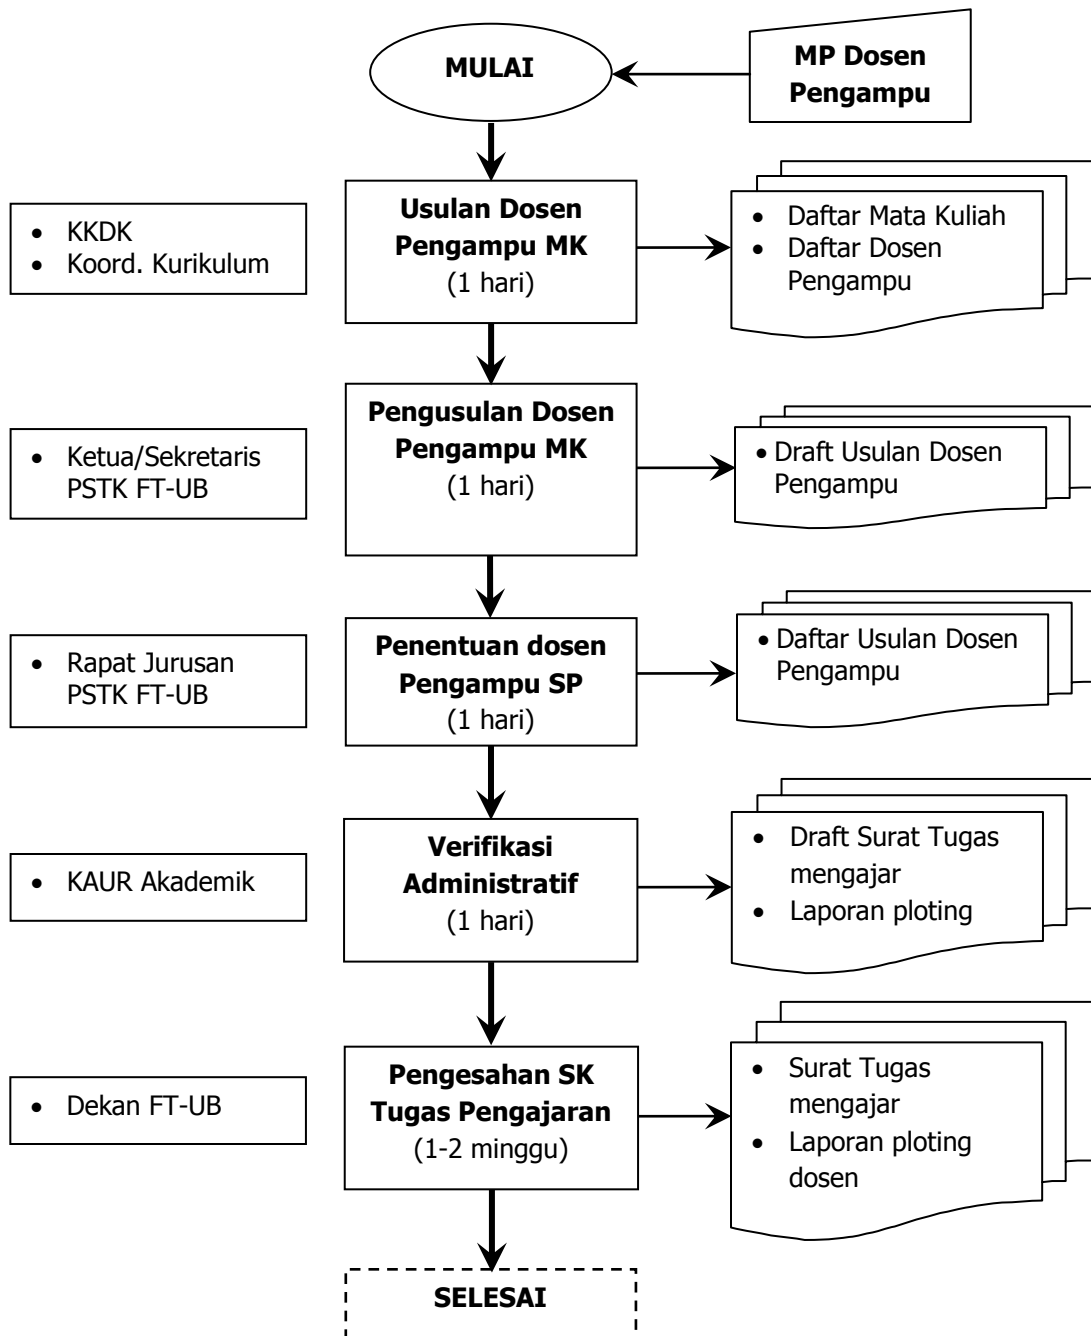 MULAI
MP Dosen
Pengampu
• KKDK
• Koord. Kurikulum
Usulan Dosen
Pengampu MK
(1 hari)
• Daftar Mata Kuliah
• Daftar Dosen
Pengampu
• Ketua/Sekretaris
PSTK FT-UB
Pengusulan Dosen
Pengampu MK
(1 hari)
• Draft Usulan Dosen
Pengampu
• Rapat Jurusan
PSTK FT-UB
Penentuan dosen
Pengampu SP
(1 hari)
• Daftar Usulan Dosen
Pengampu
• KAUR Akademik
Verifikasi
Administratif
(1 hari)
• Draft Surat Tugas
mengajar
• Laporan ploting
• Dekan FT-UB
Pengesahan SK
Tugas Pengajaran
(1-2 minggu)
• Surat Tugas
mengajar
• Laporan ploting
dosen
SELESAI